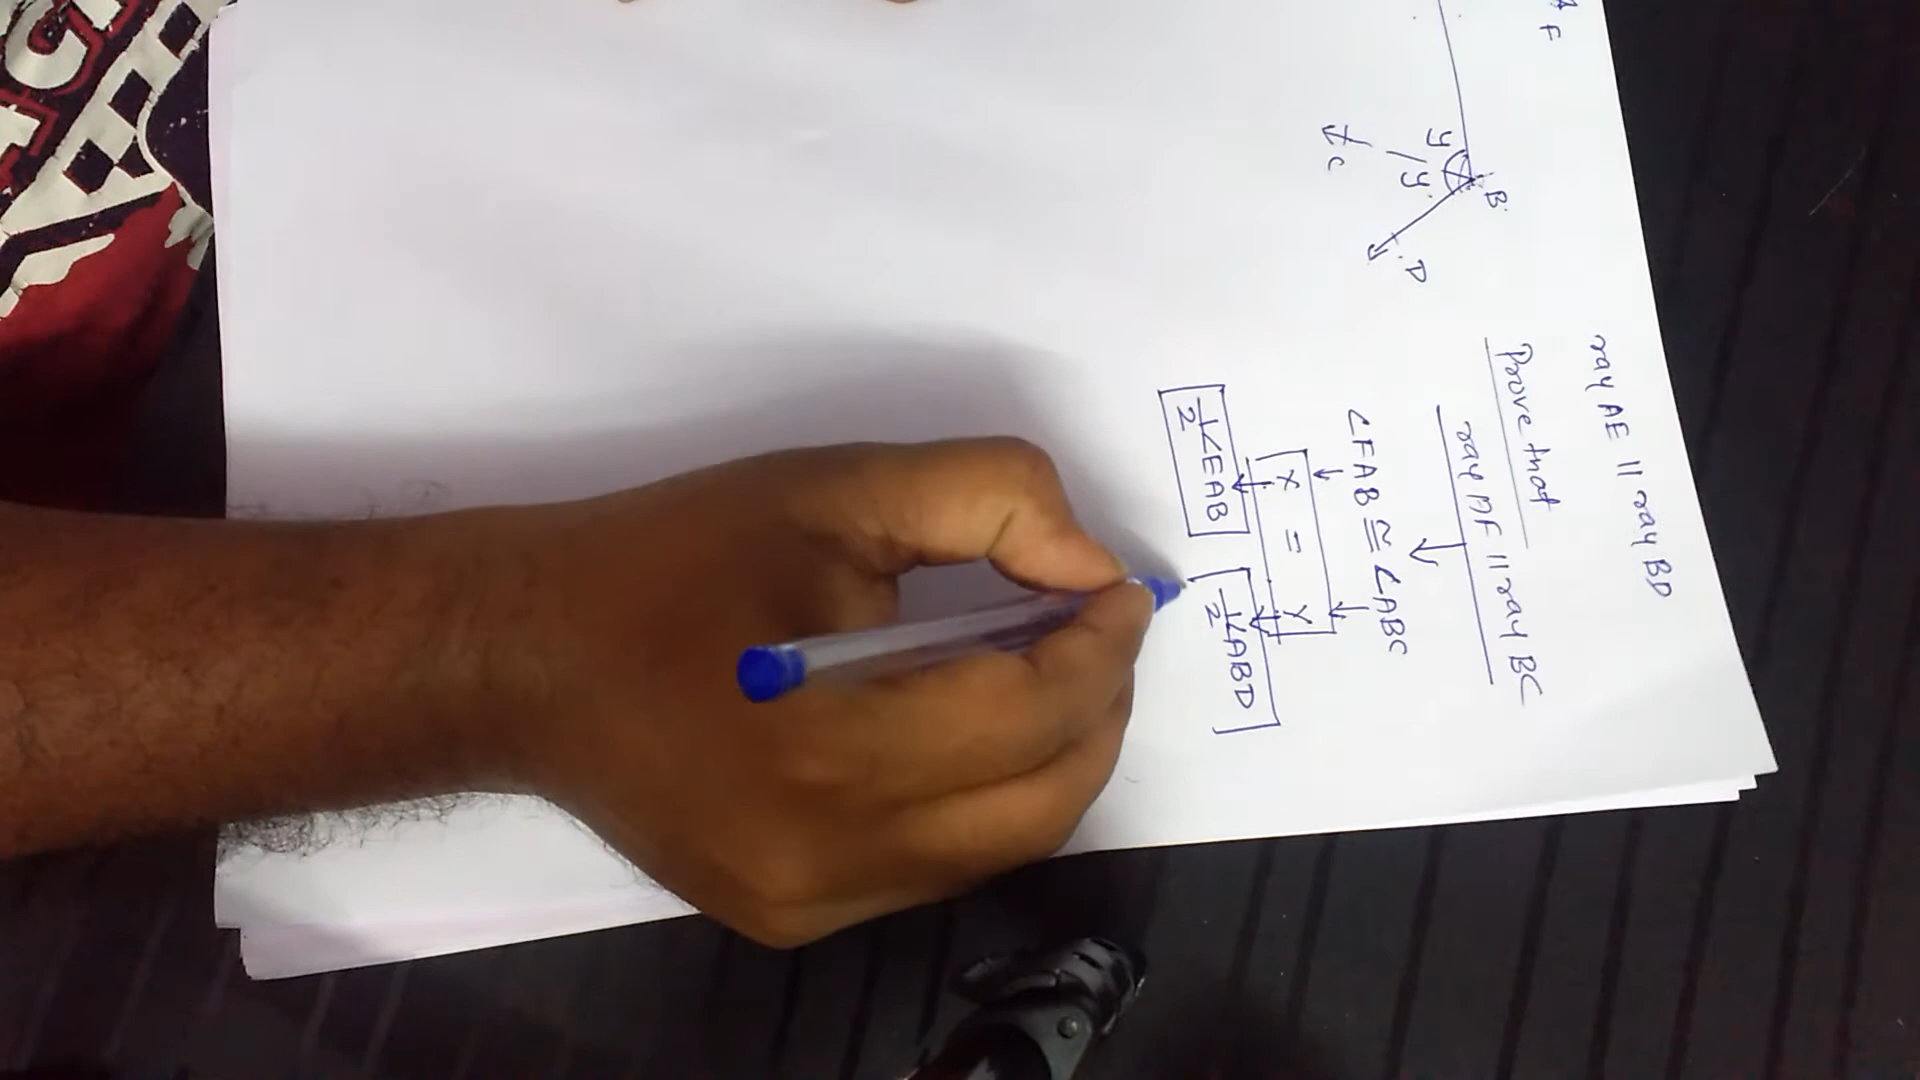 ray AE || ray BD
Prove that
ray AF || ray BC
∠FAB ≅ ∠ABC
x = y
1/2 ∠EAB 1/2 ∠ABD
F
B
y
y
C
D